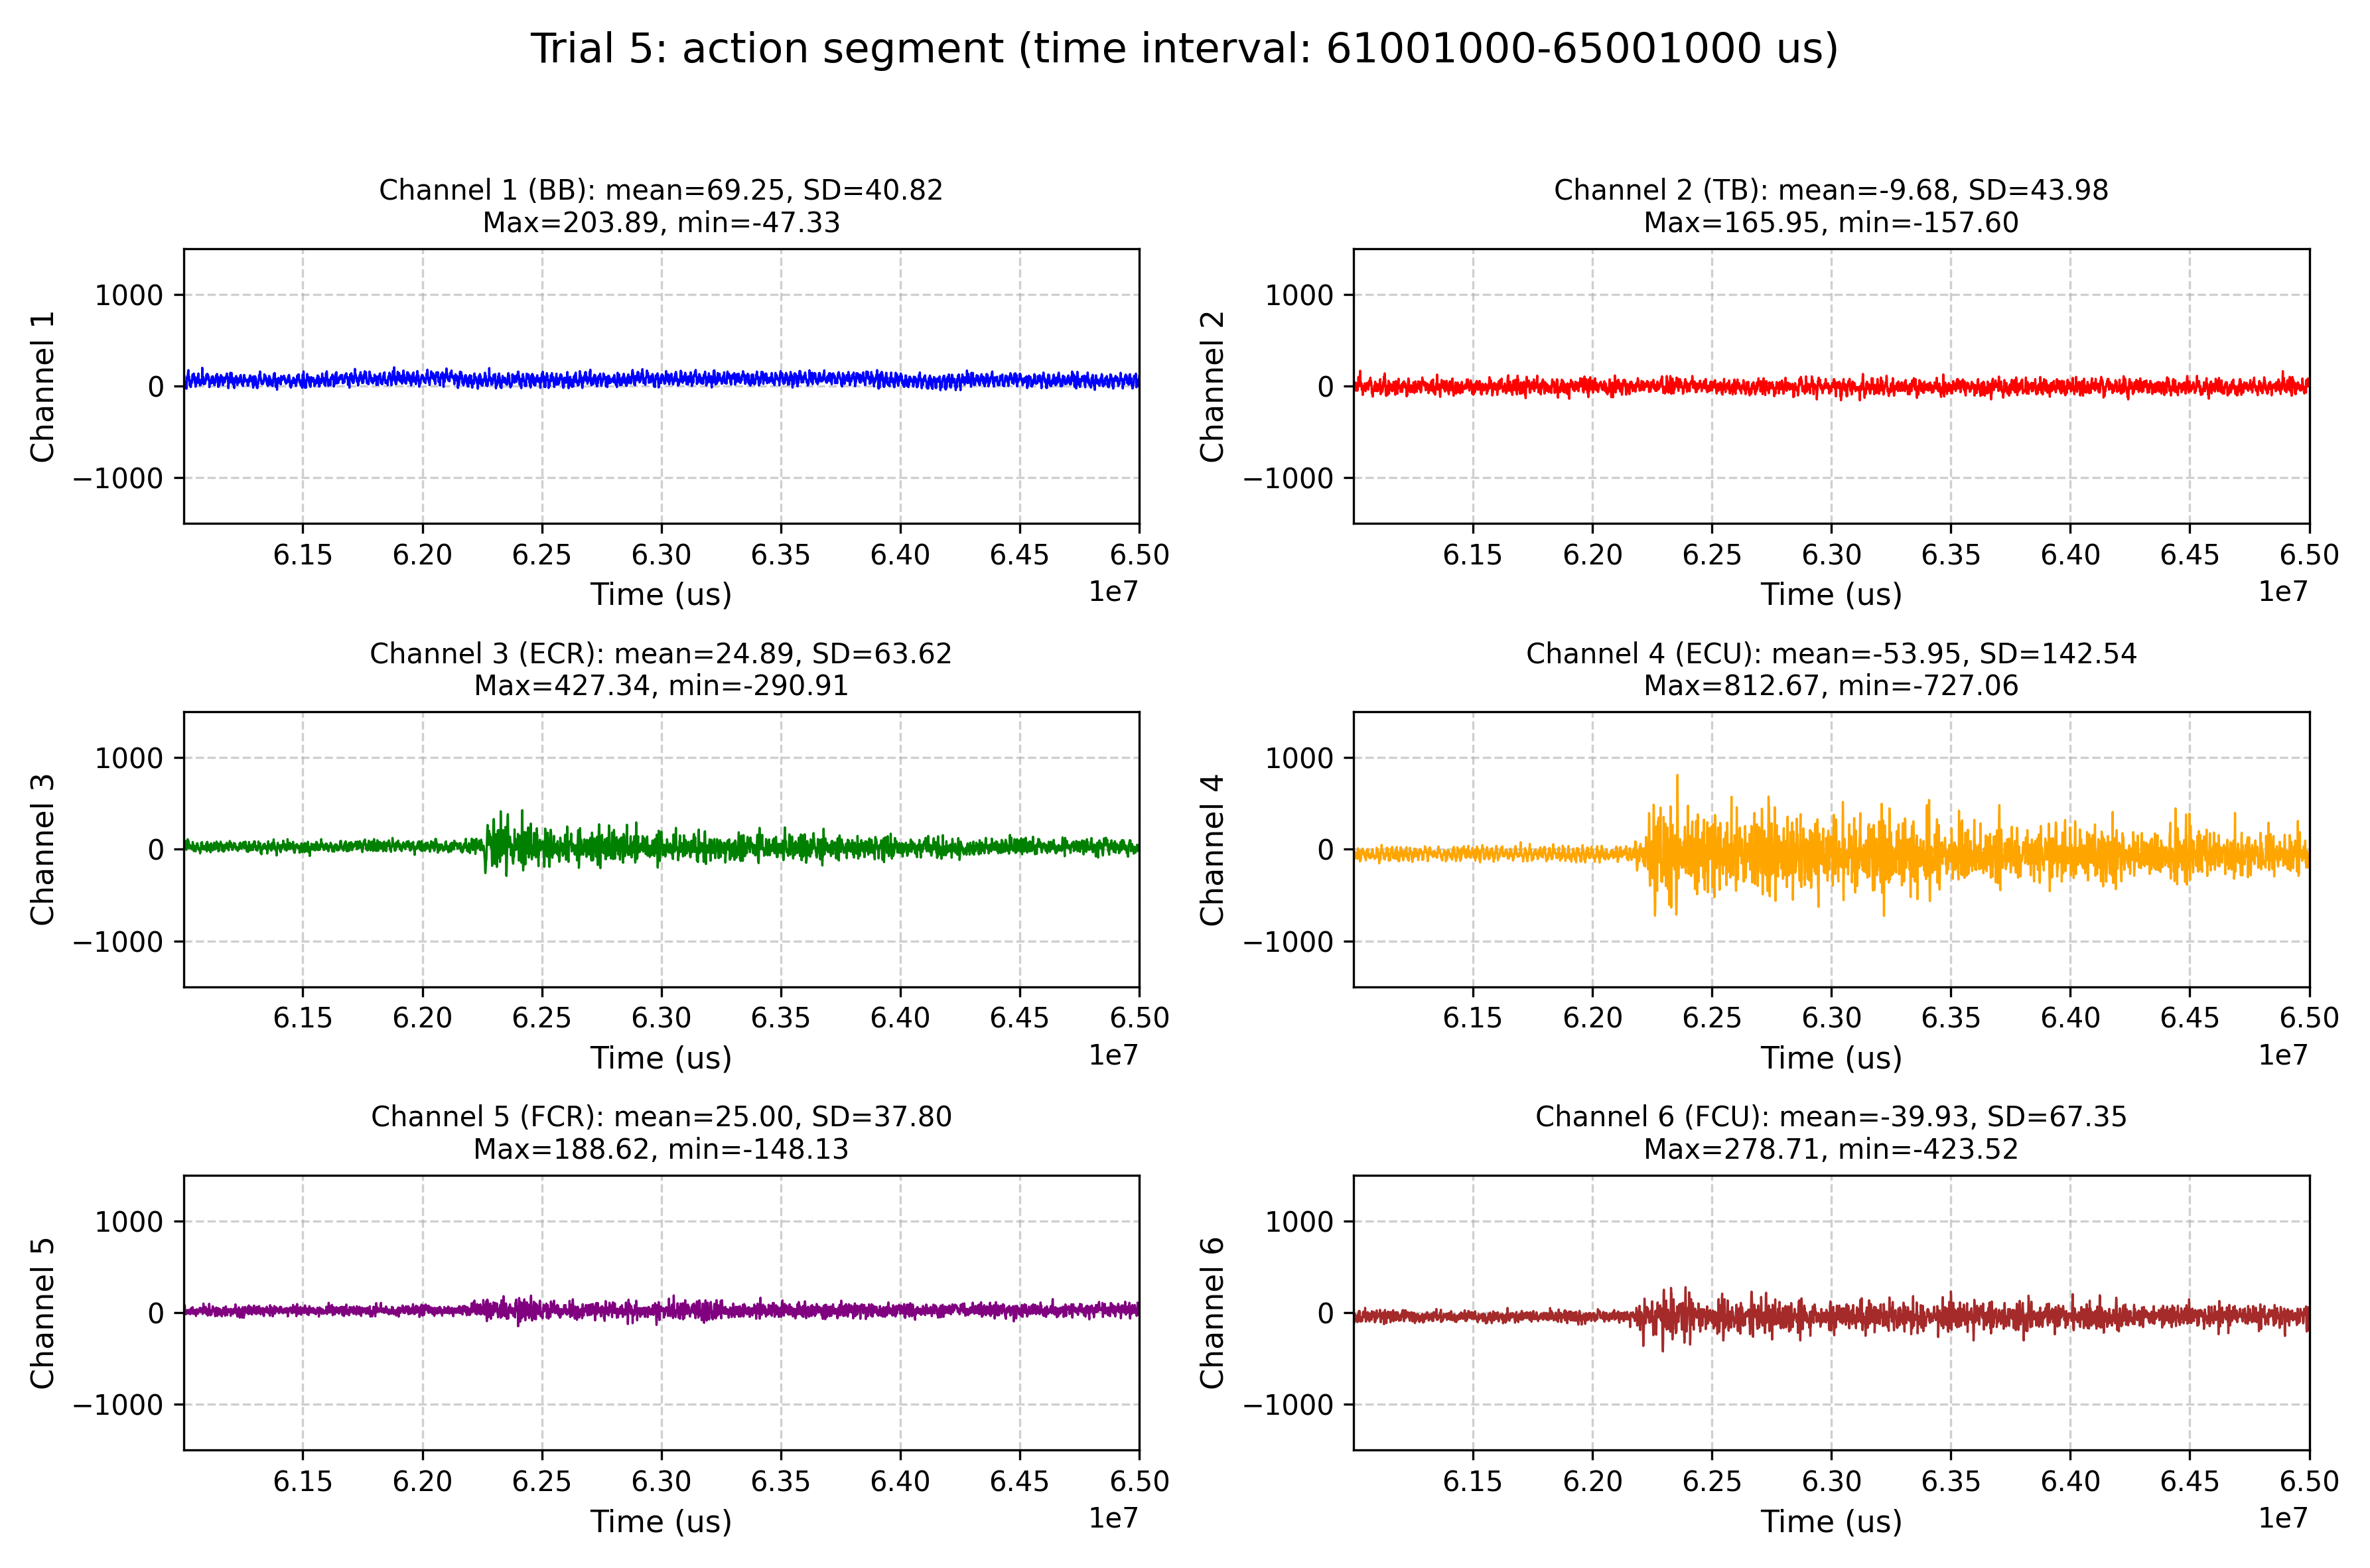 Trial 5: action segment (time interval: 61001000-65001000 us)
Channel 1 (BB): mean=69.25, SD=40.82
Max=203.89, min=-47.33
Channel 1
1000
0
−1000
6.15 6.20 6.25 6.30 6.35 6.40 6.45 6.50
Time (us)
1e7
Channel 2 (TB): mean=-9.68, SD=43.98
Max=165.95, min=-157.60
Channel 2
1000
0
−1000
6.15 6.20 6.25 6.30 6.35 6.40 6.45 6.50
Time (us)
1e7
Channel 3 (ECR): mean=24.89, SD=63.62
Max=427.34, min=-290.91
Channel 3
1000
0
−1000
6.15 6.20 6.25 6.30 6.35 6.40 6.45 6.50
Time (us)
1e7
Channel 4 (ECU): mean=-53.95, SD=142.54
Max=812.67, min=-727.06
Channel 4
1000
0
−1000
6.15 6.20 6.25 6.30 6.35 6.40 6.45 6.50
Time (us)
1e7
Channel 5 (FCR): mean=25.00, SD=37.80
Max=188.62, min=-148.13
Channel 5
1000
0
−1000
6.15 6.20 6.25 6.30 6.35 6.40 6.45 6.50
Time (us)
1e7
Channel 6 (FCU): mean=-39.93, SD=67.35
Max=278.71, min=-423.52
Channel 6
1000
0
−1000
6.15 6.20 6.25 6.30 6.35 6.40 6.45 6.50
Time (us)
1e7